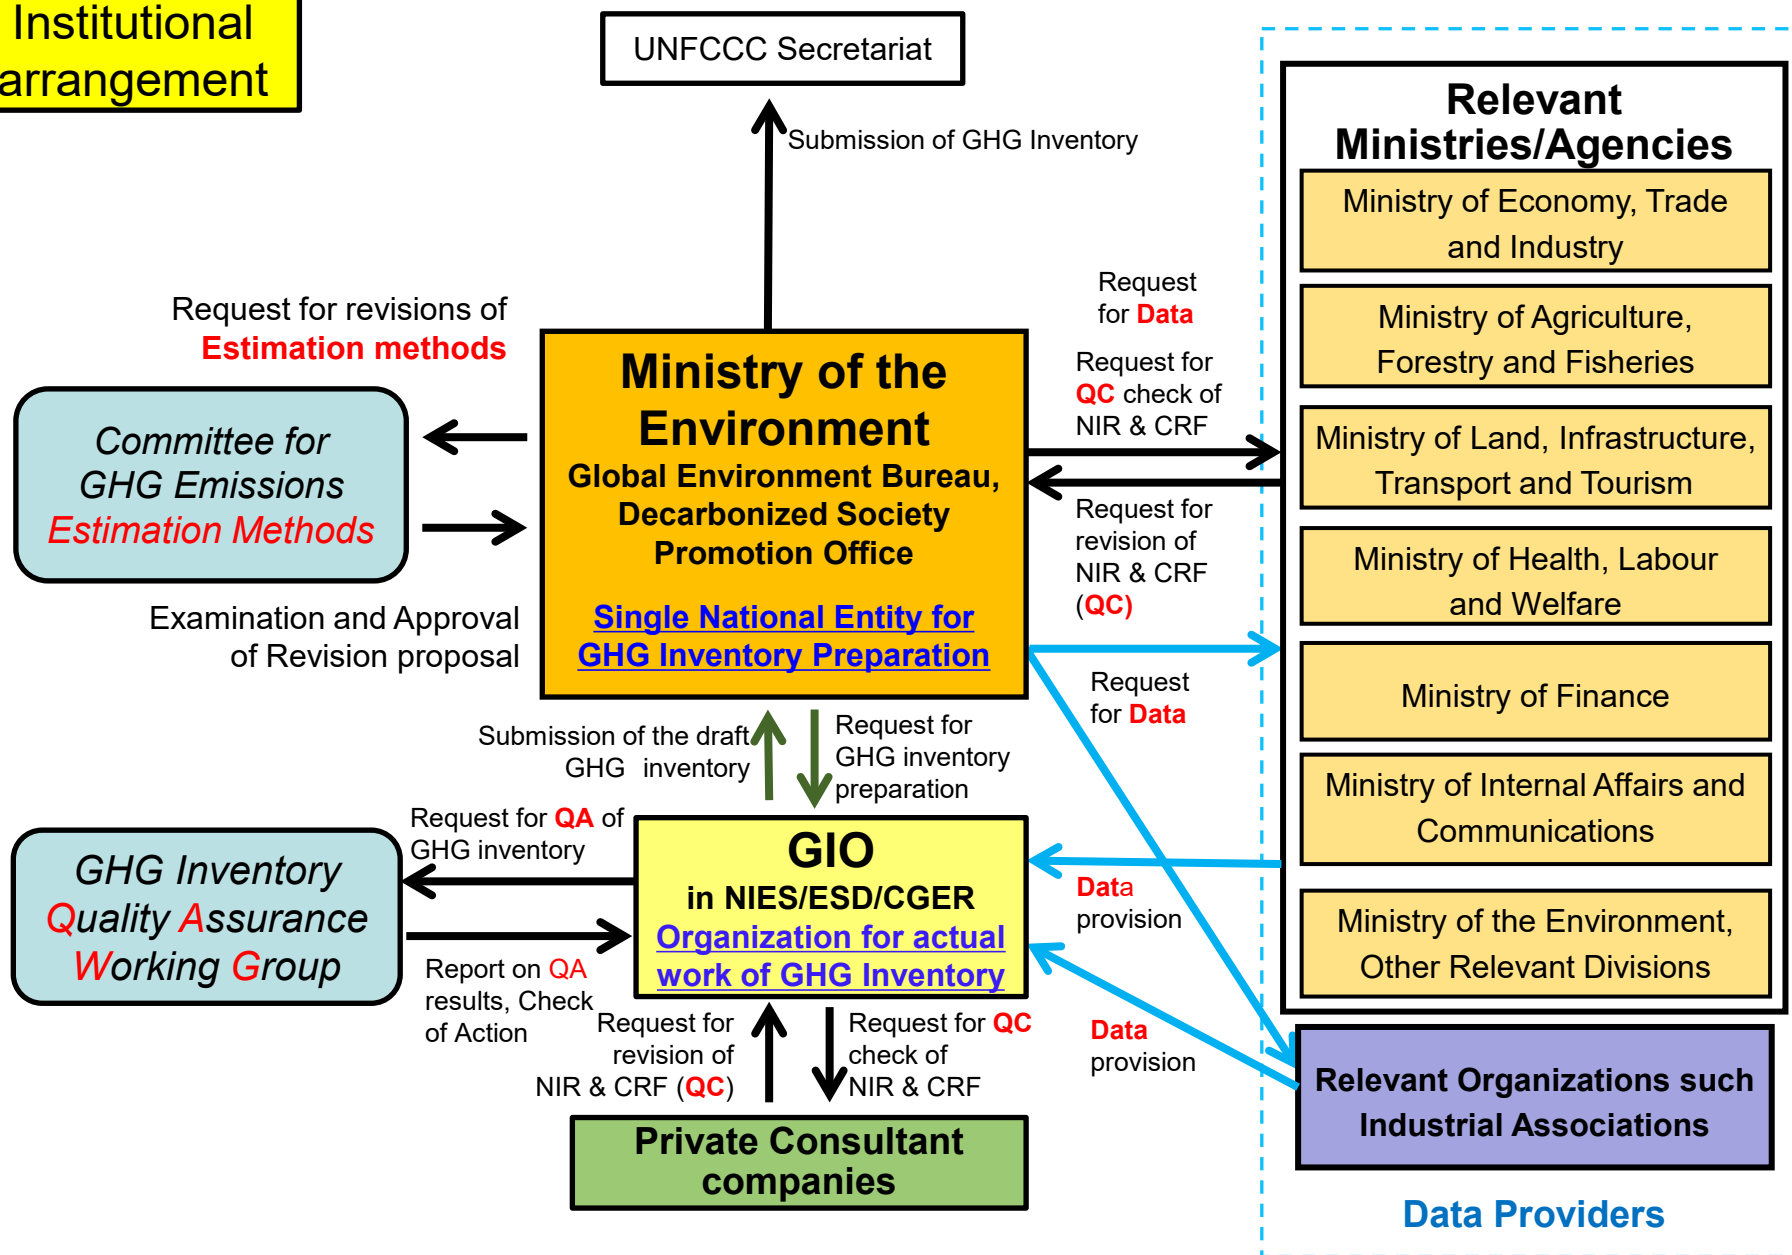 Institutional
arrangement
UNFCCC Secretariat
Submission of GHG Inventory
Request for revisions of
Estimation methods
Committee for
GHG Emissions
Estimation Methods
Examination and Approval
of Revision proposal
Ministry of the
Environment
Global Environment Bureau,
Decarbonized Society
Promotion Office
Single National Entity for
GHG Inventory Preparation
Request
for Data
Request for
QC check of
NIR & CRF
Request for
revision of
NIR & CRF
(QC)
Request
for Data
Submission of the draft
GHG inventory
Request for
GHG inventory
preparation
Request for QA of
GHG inventory
GHG Inventory
Quality Assurance
Working Group
Report on QA
results, Check
of Action
GIO
in NIES/ESD/CGER
Organization for actual
work of GHG Inventory
Data
provision
Data
provision
Request for
revision of
NIR & CRF (QC)
Request for QC
check of
NIR & CRF
Private Consultant
companies
Relevant
Ministries/Agencies
Ministry of Economy, Trade
and Industry
Ministry of Agriculture,
Forestry and Fisheries
Ministry of Land, Infrastructure,
Transport and Tourism
Ministry of Health, Labour
and Welfare
Ministry of Finance
Ministry of Internal Affairs and
Communications
Ministry of the Environment,
Other Relevant Divisions
Relevant Organizations such
Industrial Associations
Data Providers